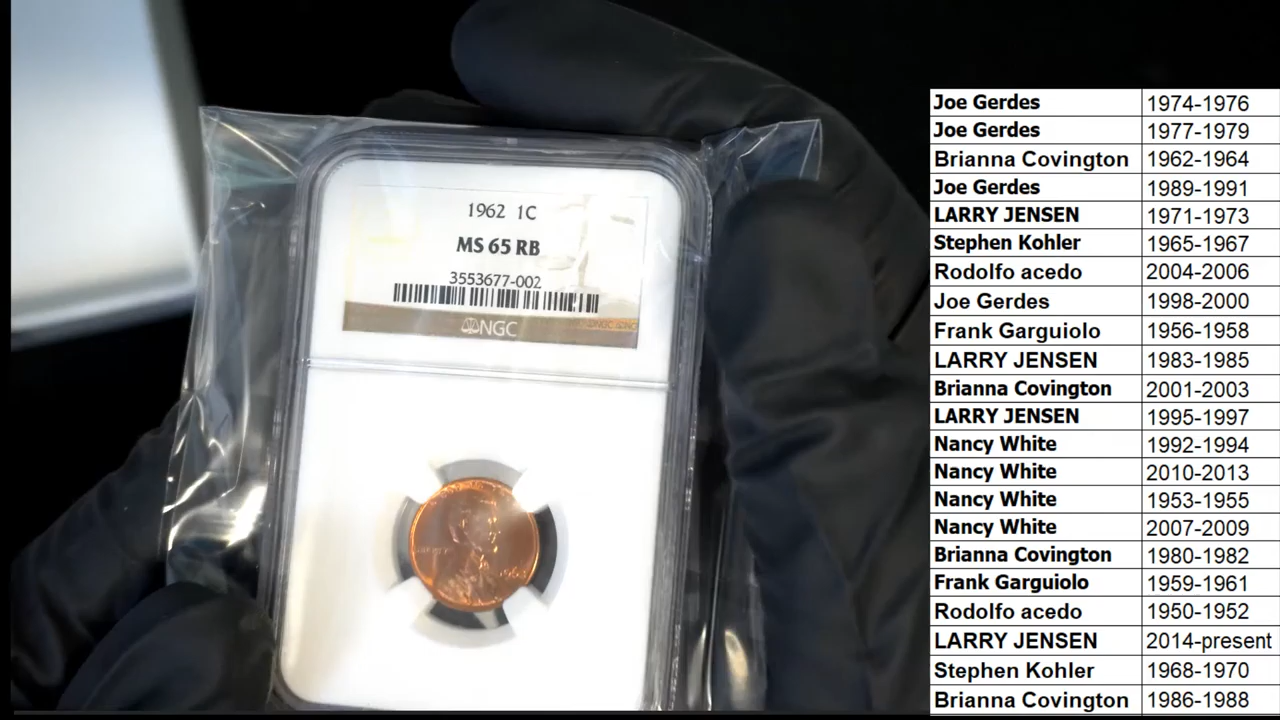 1962 1C
MS 65 RB
3553677-002
NGC
LIBERTY
1962
Joe Gerdes 1974-1976
Joe Gerdes 1977-1979
Brianna Covington 1962-1964
Joe Gerdes 1989-1991
LARRY JENSEN 1971-1973
Stephen Kohler 1965-1967
Rodolfo acedo 2004-2006
Joe Gerdes 1998-2000
Frank Garguiolo 1956-1958
LARRY JENSEN 1983-1985
Brianna Covington 2001-2003
LARRY JENSEN 1995-1997
Nancy White 1992-1994
Nancy White 2010-2013
Nancy White 1953-1955
Nancy White 2007-2009
Brianna Covington 1980-1982
Frank Garguiolo 1959-1961
Rodolfo acedo 1950-1952
LARRY JENSEN 2014-present
Stephen Kohler 1968-1970
Brianna Covington 1986-1988